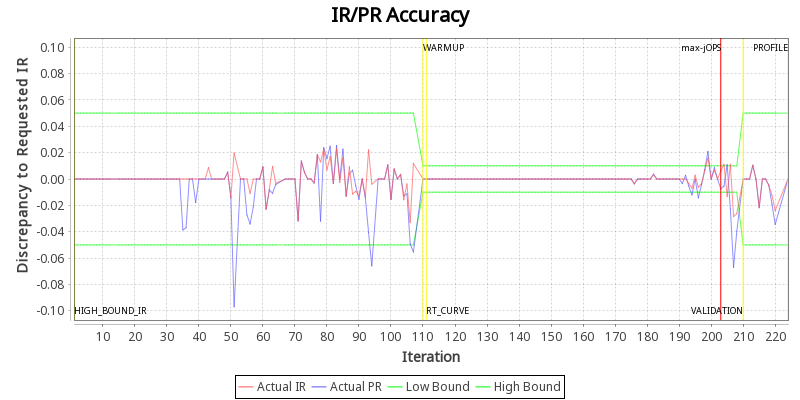 IR/PR Accuracy
Discrepancy to Requested IR
0.10
0.08
0.06
0.04
0.02
0.00
-0.02
-0.04
-0.06
-0.08
-0.10
WARMUP
max-jOPS
PROFILE
HIGH_BOUND_IR
RT_CURVE
VALIDATION
10 20 30 40 50 60 70 80 90 100 110 120 130 140 150 160 170 180 190 200 210 220
Iteration
Actual IR Actual PR Low Bound High Bound